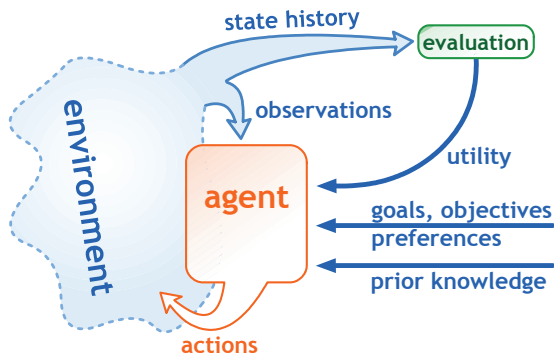 state history
evaluation
environment
observations
utility
agent
goals, objectives
preferences
prior knowledge
actions